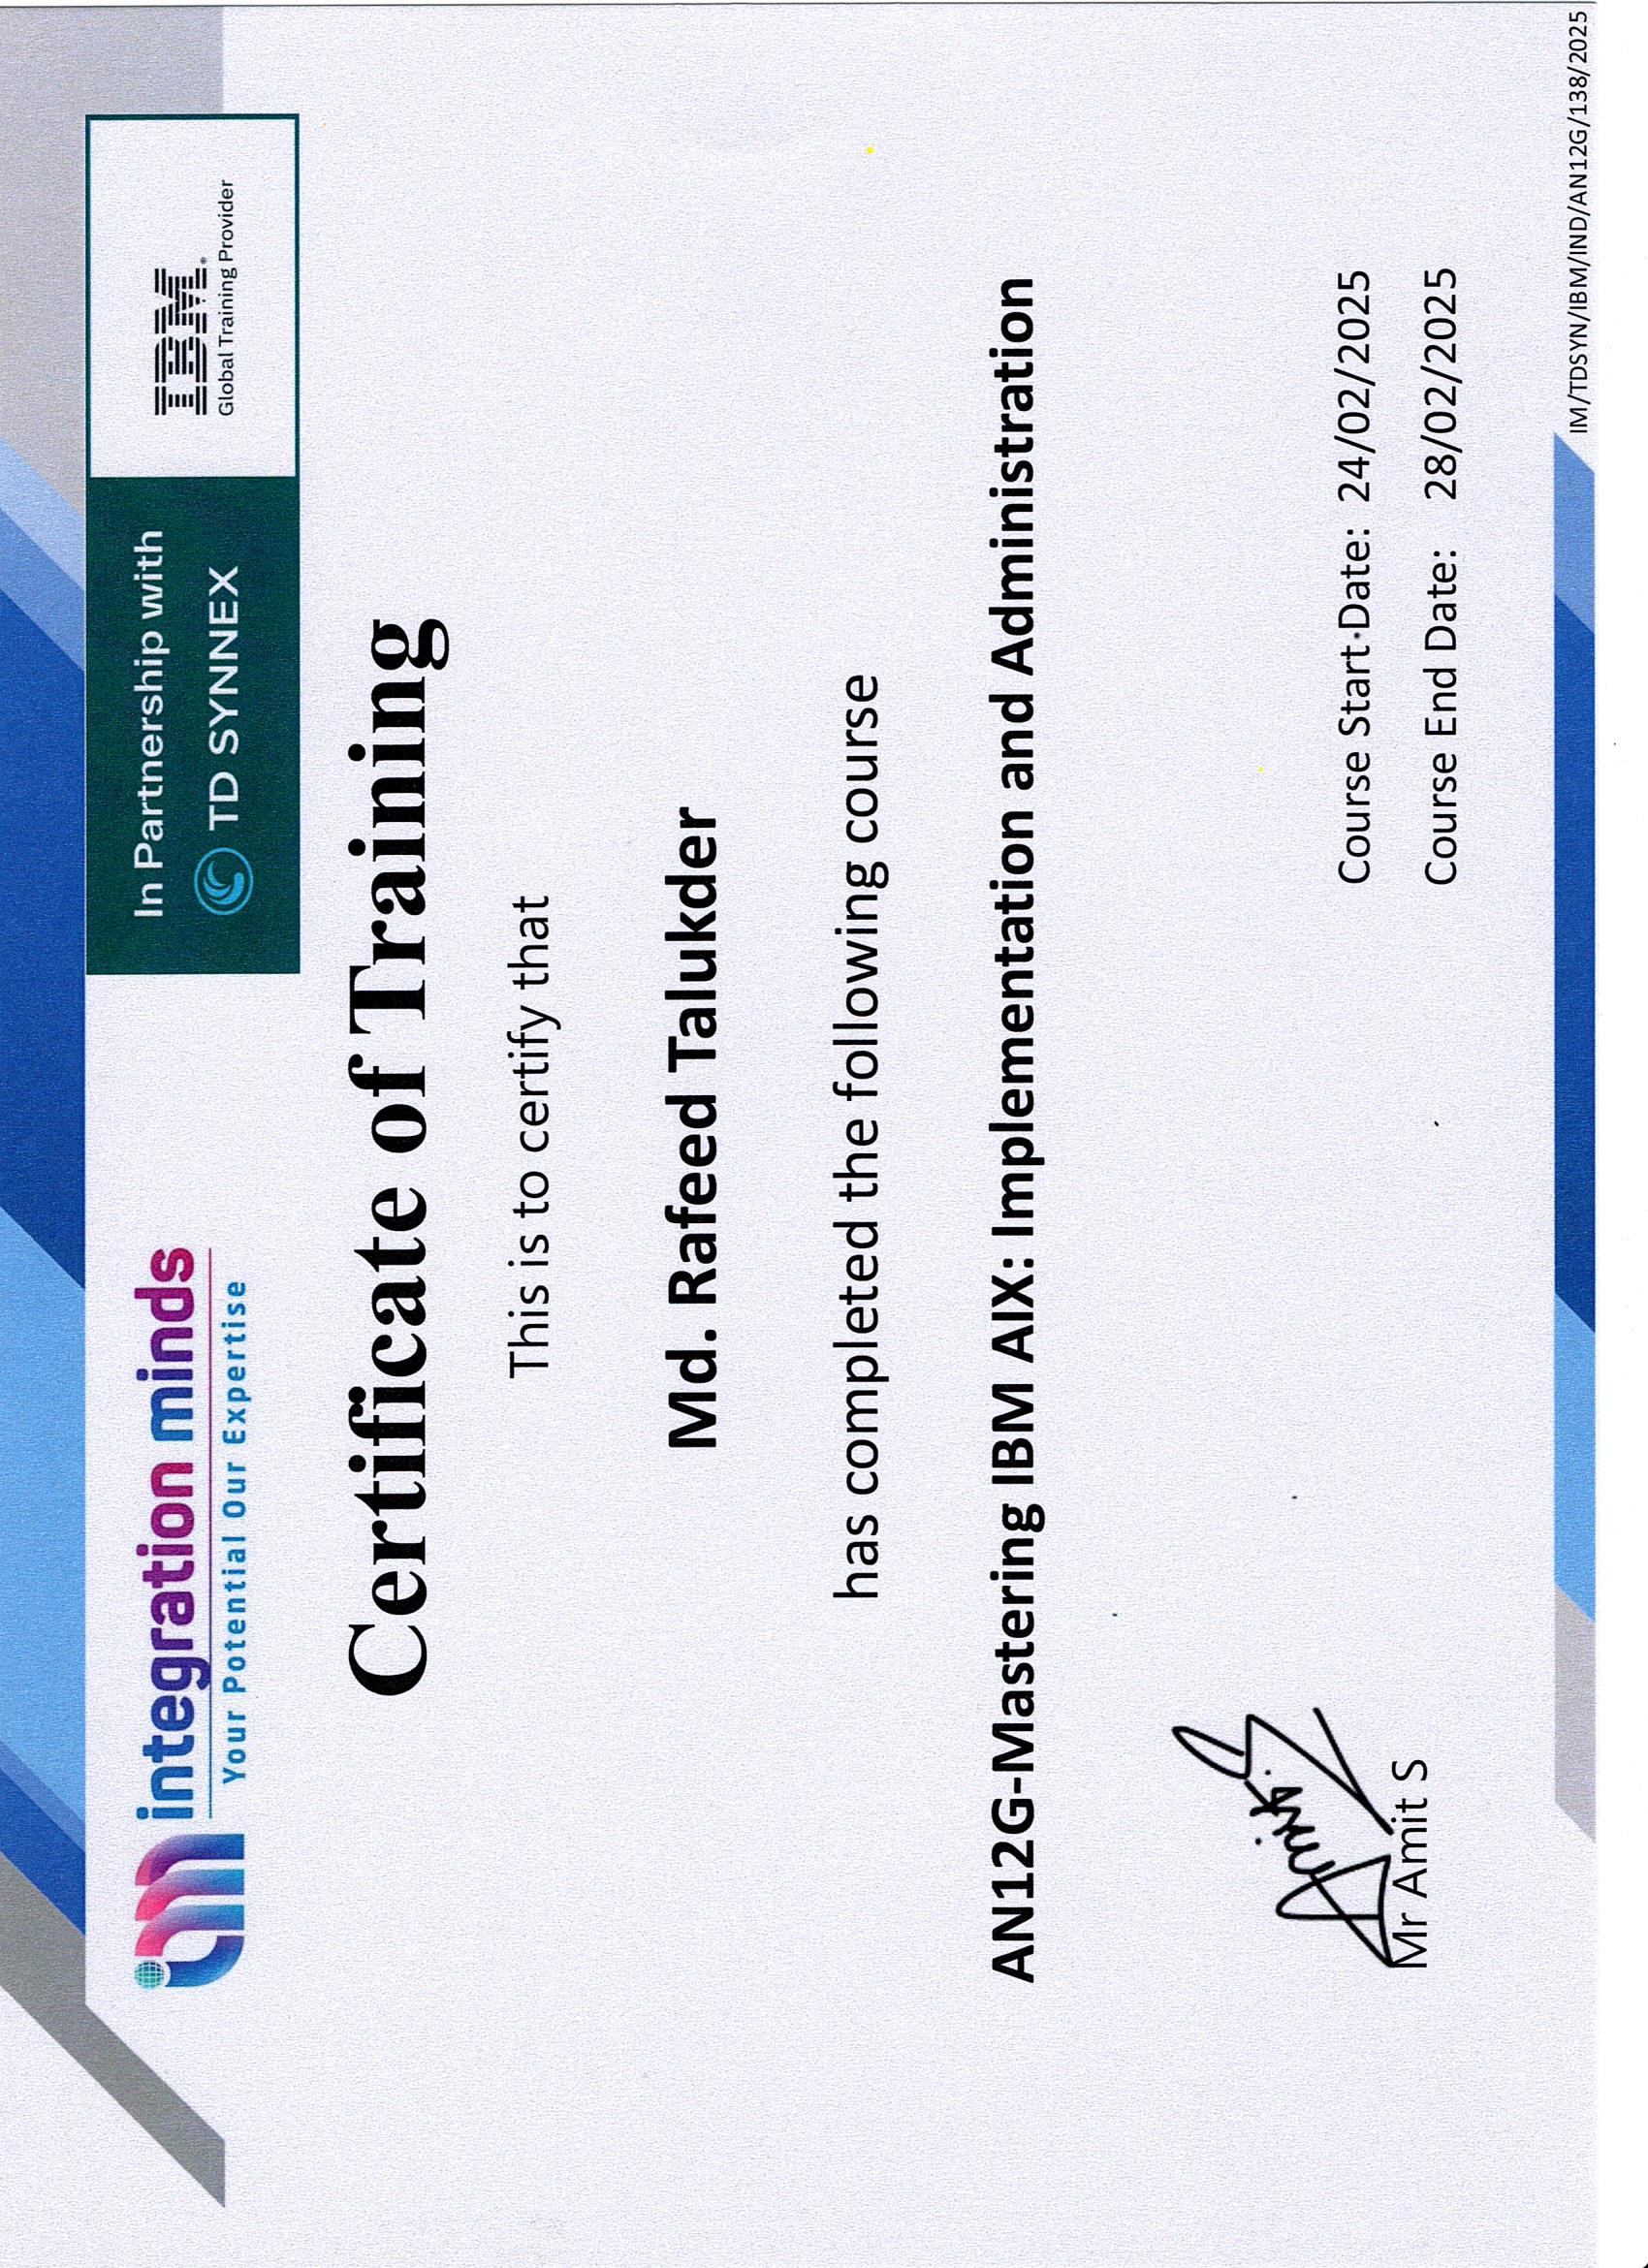 integration minds
Your Potential Our Expertise
In Partnership with
TD SYNNEX
IBM
Global Training Provider
Certificate of Training
This is to certify that
Md. Rafeed Talukder
has completed the following course
AN12G-Mastering IBM AIX: Implementation and Administration
Amit. S
Mr Amit S
Course Start Date: 24/02/2025
Course End Date: 28/02/2025
IM/TDSYN/IBM/IND/AN12G/138/2025